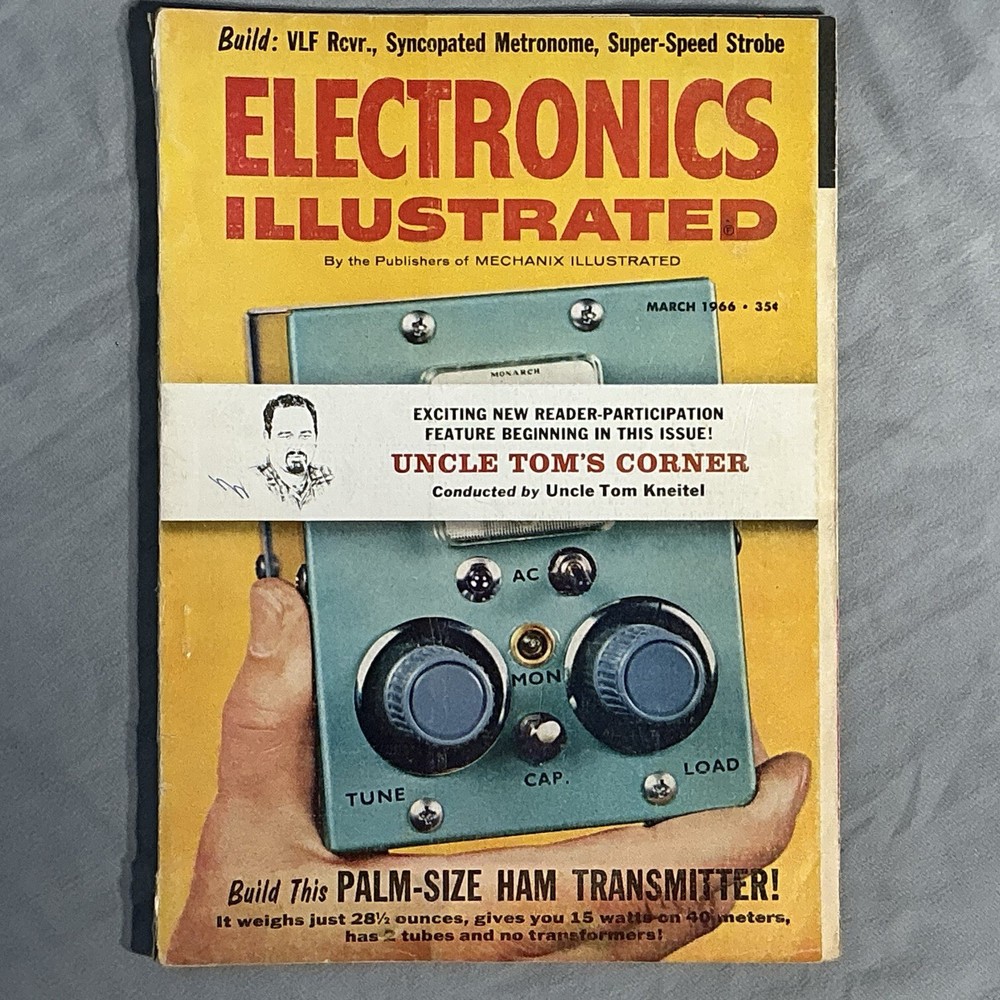 Build: VLF Rcvr., Syncopated Metronome, Super-Speed Strobe
ELECTRONICS
ILLUSTRATED
By the Publishers of MECHANIX ILLUSTRATED
MARCH 1966 • 35¢
MONARCH
EXCITING NEW READER-PARTICIPATION
FEATURE BEGINNING IN THIS ISSUE!
UNCLE TOM'S CORNER
Conducted by Uncle Tom Kneitel
AC
MON
CAP.
TUNE
LOAD
Build This PALM-SIZE HAM TRANSMITTER!
It weighs just 28½ ounces, gives you 15 watts on 40 meters,
has 2 tubes and no transformers!